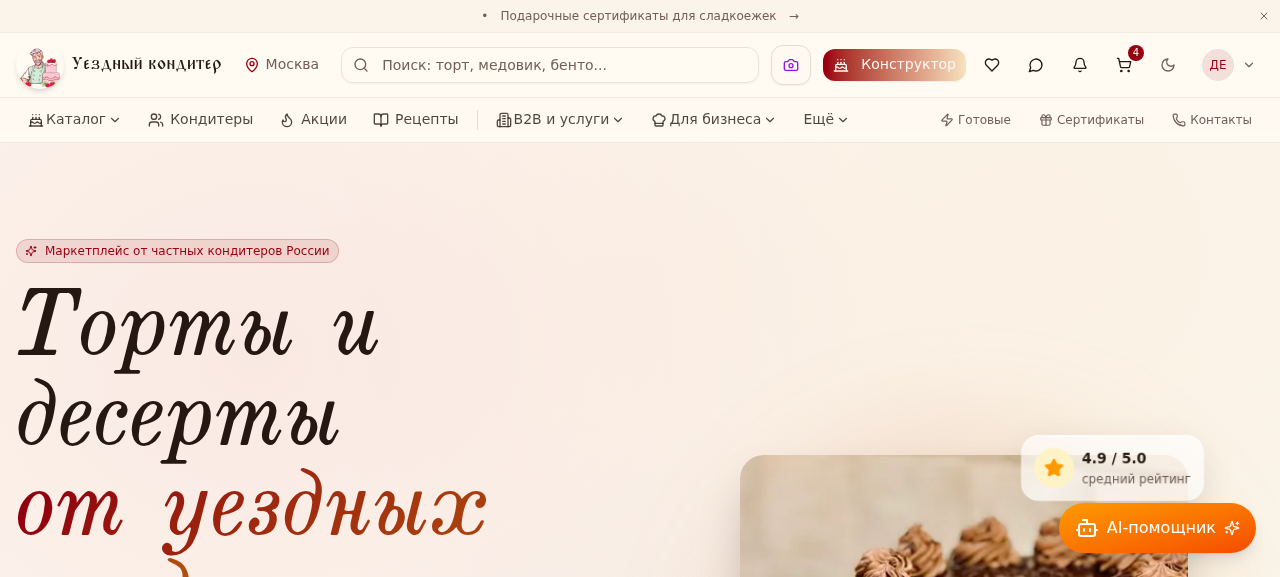 • Подарочные сертификаты для сладкоежек →
Уездный кондитер
Москва
Поиск: торт, медовик, бенто...
Конструктор
4
ДЕ
Каталог
Кондитеры
Акции
Рецепты
B2B и услуги
Для бизнеса
Ещё
Готовые
Сертификаты
Контакты
Маркетплейс от частных кондитеров России
Торты и
десерты
от уездных
4.9 / 5.0
средний рейтинг
AI-помощник